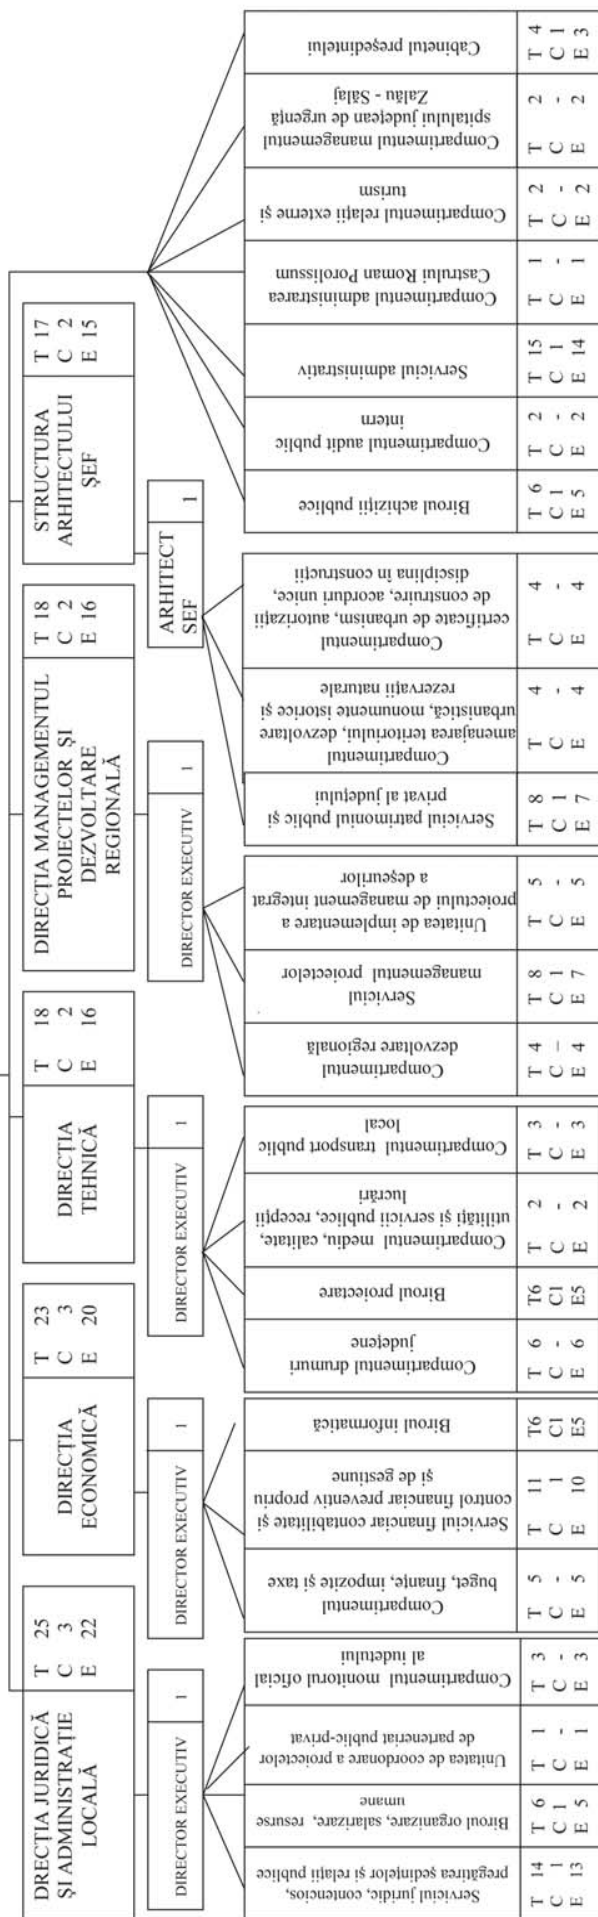 DRECȚIA JURIDICĂ
ȘI ADMINISTRAȚIE
LOCALĂ
T 25
C 3
E 22
DIRECȚIA
ECONOMICĂ
T 23
C 3
E 20
DIRECȚIA
TEHNICĂ
T 18
C 2
E 16
DIRECȚIA MANAGEMENTUL
PROIECTELOR ȘI
DEZVOLTARE
REGIONALĂ
T 18
C 2
E 16
STRUCTURA
ARHITECTULUI
ȘEF
T 17
C 2
E 15
DIRECTOR EXECUTIV 1
DIRECTOR EXECUTIV 1
DIRECTOR EXECUTIV 1
DIRECTOR EXECUTIV 1
ARHITECT
SEF
1
Serviciul juridic, contencios,
pregătirea ședințelor și relații publice
T 14
C 1
E 13
Biroul organizare, salarizare, resurse
umane
T 6
C 1
E 5
Unitatea de coordonare a proiectelor
de parteneriat public-privat
T 1
C -
E 1
Compartimentul monitorul oficial
al iudetului
T 3
C -
E 3
Compartimentul
buget, finanțe, impozite și taxe
T 5
C -
E 5
Serviciul financiar contabilitate și
control financiar preventiv propriu
și de gestiune
T 11
C 1
E 10
Biroul informatică
T6
C1
E5
Compartimentul drumuri
județene
T 6
C -
E 6
Biroul proiectare
T6
C1
E5
Compartimentul mediu, calitate,
utilități și servicii publice, recepții
lucrări
T 2
C -
E 2
Compartimentul transport public
local
T 3
C -
E 3
Compartimentul
dezvoltare regională
T 4
C –
E 4
Serviciul
managementul proiectelor
T 8
C 1
E 7
Unitatea de implementare a
proiectului de management integrat
a deșeurilor
T 5
C -
E 5
Serviciul patrimoniul public și
privat al județului
T 8
C 1
E 7
Compartimentul
amenajarea teritoriului, dezvoltare
urbanistică, monumente istorice și
rezervații naturale
T 4
C -
E 4
Compartimentul
certificate de urbanism, autorizații
de construire, acorduri unice,
disciplina în construcții
T 4
C -
E 4
Biroul achiziții publice
T 6
C 1
E 5
Compartimentul audit public
intern
T 2
C -
E 2
Serviciul administrativ
T 15
C 1
E 14
Compartimentul administrarea
Castrului Roman Porolissum
T 1
C -
E 1
Compartimentul relații externe și
turism
T 2
C -
E 2
Compartimentul managementul
spitalului județean de urgență
Zalău - Sălaj
T 2
C -
E 2
Cabinetul președintelui
T 4
C 1
E 3